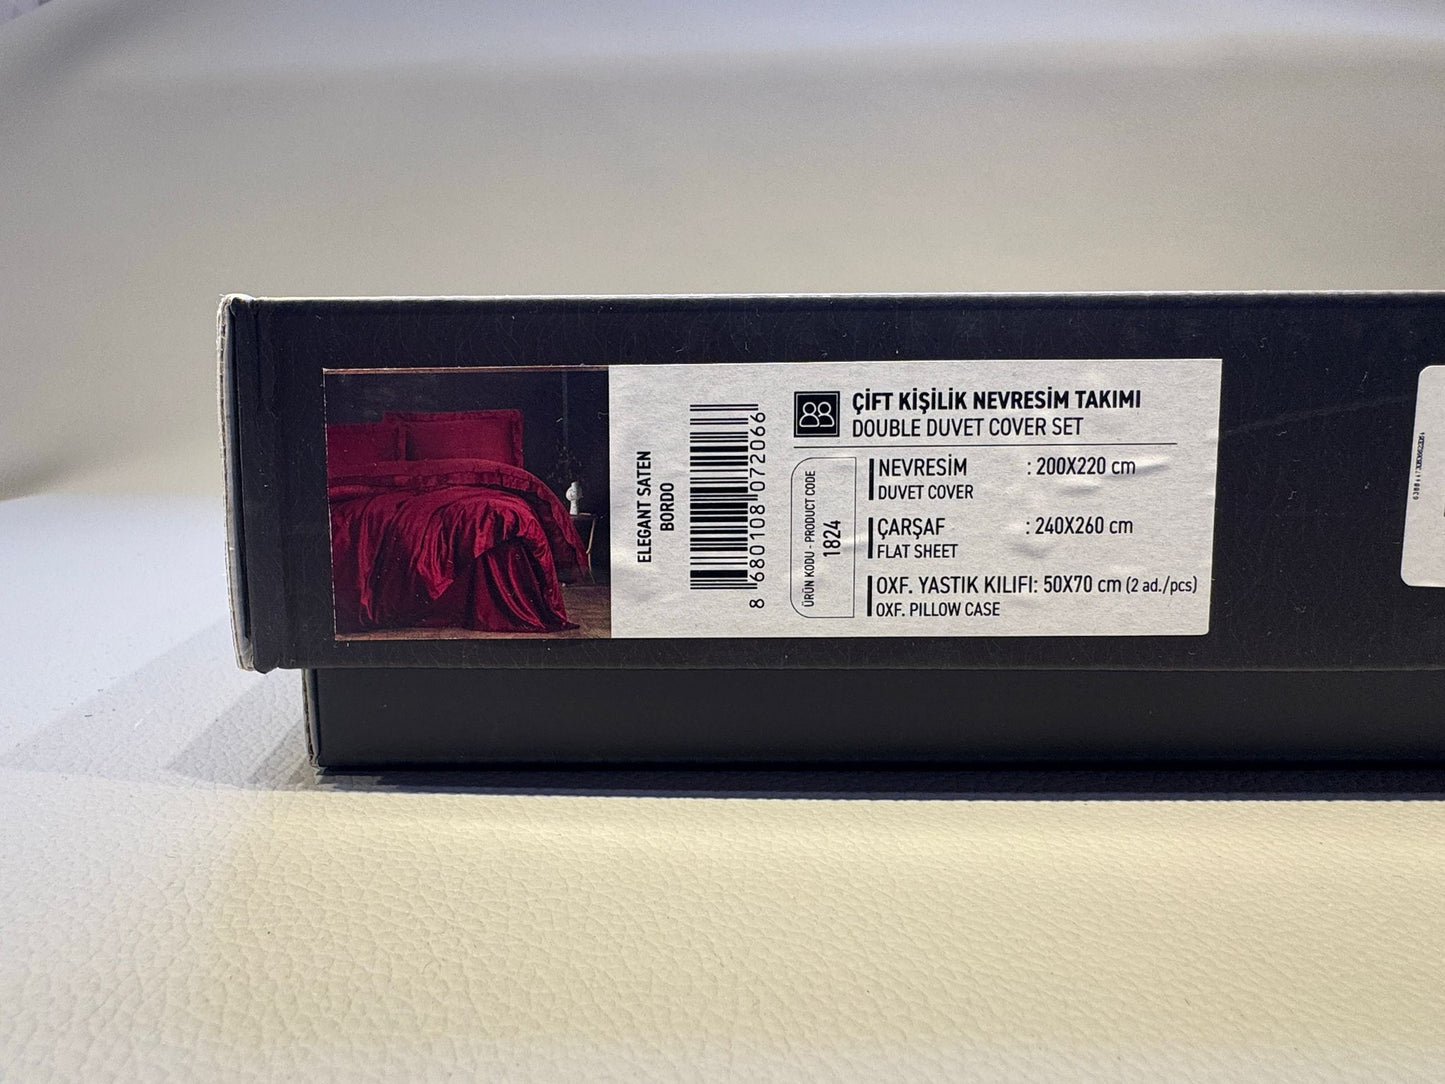 ELEGANT SATEN
BORDO
8 680108 072066
ÜRÜN KODU - PRODUCT CODE
1824
ÇİFT KİŞİLİK NEVRESİM TAKIMI
DOUBLE DUVET COVER SET
NEVRESİM : 200X220 cm
DUVET COVER
ÇARŞAF : 240X260 cm
FLAT SHEET
OXF. YASTIK KILIFI: 50X70 cm (2 ad./pcs)
OXF. PILLOW CASE